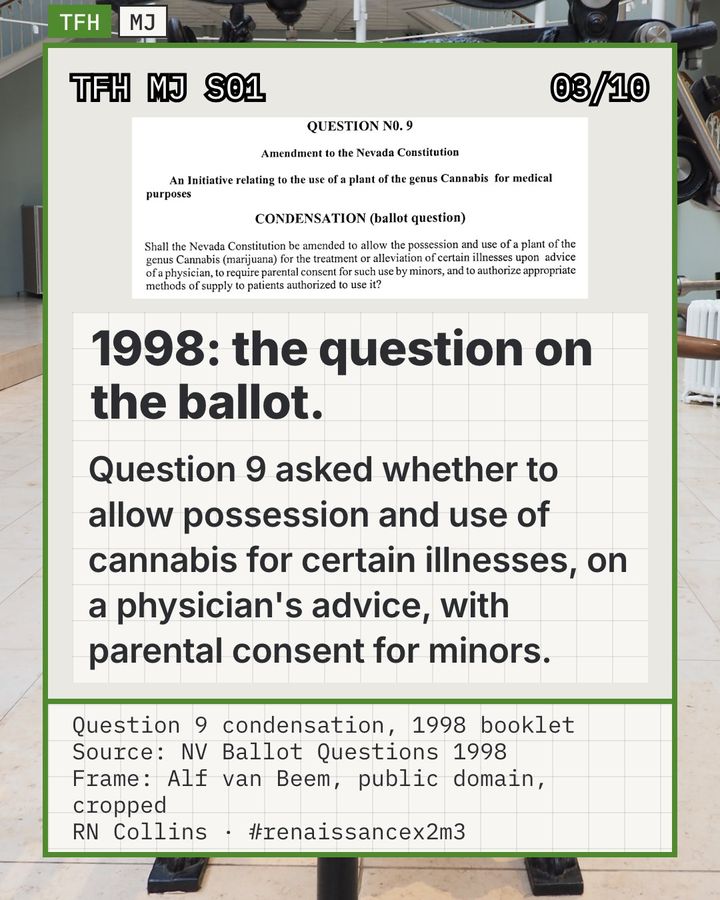 TFH MJ
TFH MJ S01 03/10
QUESTION N0. 9
Amendment to the Nevada Constitution
An Initiative relating to the use of a plant of the genus Cannabis for medical
purposes
CONDENSATION (ballot question)
Shall the Nevada Constitution be amended to allow the possession and use of a plant of the
genus Cannabis (marijuana) for the treatment or alleviation of certain illnesses upon advice
of a physician, to require parental consent for such use by minors, and to authorize appropriate
methods of supply to patients authorized to use it?
1998: the question on
the ballot.
Question 9 asked whether to
allow possession and use of
cannabis for certain illnesses, on
a physician's advice, with
parental consent for minors.
Question 9 condensation, 1998 booklet
Source: NV Ballot Questions 1998
Frame: Alf van Beem, public domain,
cropped
RN Collins · #renaissancex2m3